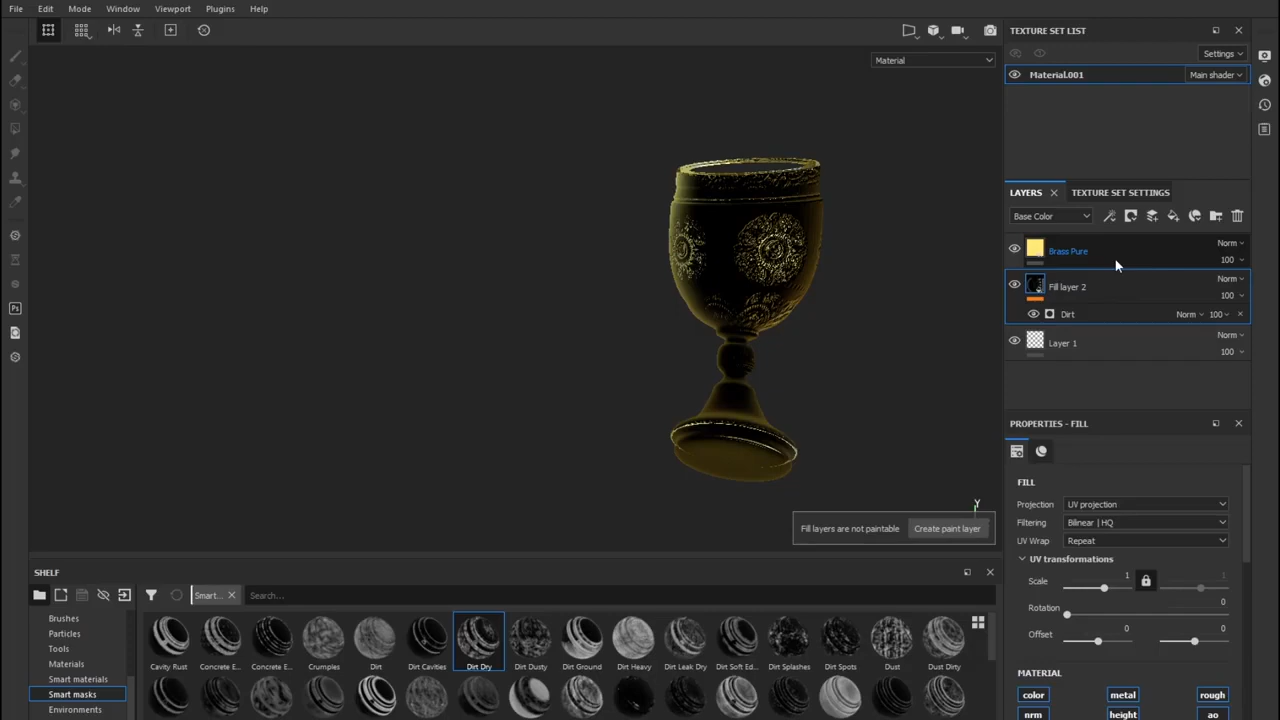 File Edit Mode Window Viewport Plugins Help
TEXTURE SET LIST
Settings
Material
Material.001 Main shader
LAYERS TEXTURE SET SETTINGS
Base Color
Brass Pure Norm
100
Fill layer 2 Norm
100
Dirt Norm 100
Layer 1 Norm
100
PROPERTIES - FILL
FILL
Projection UV projection
Filtering Bilinear | HQ
UV Wrap Repeat
UV transformations
Scale 1 1
Rotation 0
Offset 0 0
MATERIAL
color metal rough
nrm height ao
Y
Fill layers are not paintable Create paint layer
SHELF
Smart... Search...
Brushes
Particles
Tools
Materials
Smart materials
Smart masks
Environments
Cavity Rust Concrete E... Concrete E... Crumples Dirt Dirt Cavities Dirt Dry Dirt Dusty Dirt Ground Dirt Heavy Dirt Leak Dry Dirt Soft Ed... Dirt Splashes Dirt Spots Dust Dust Dirty
Ps